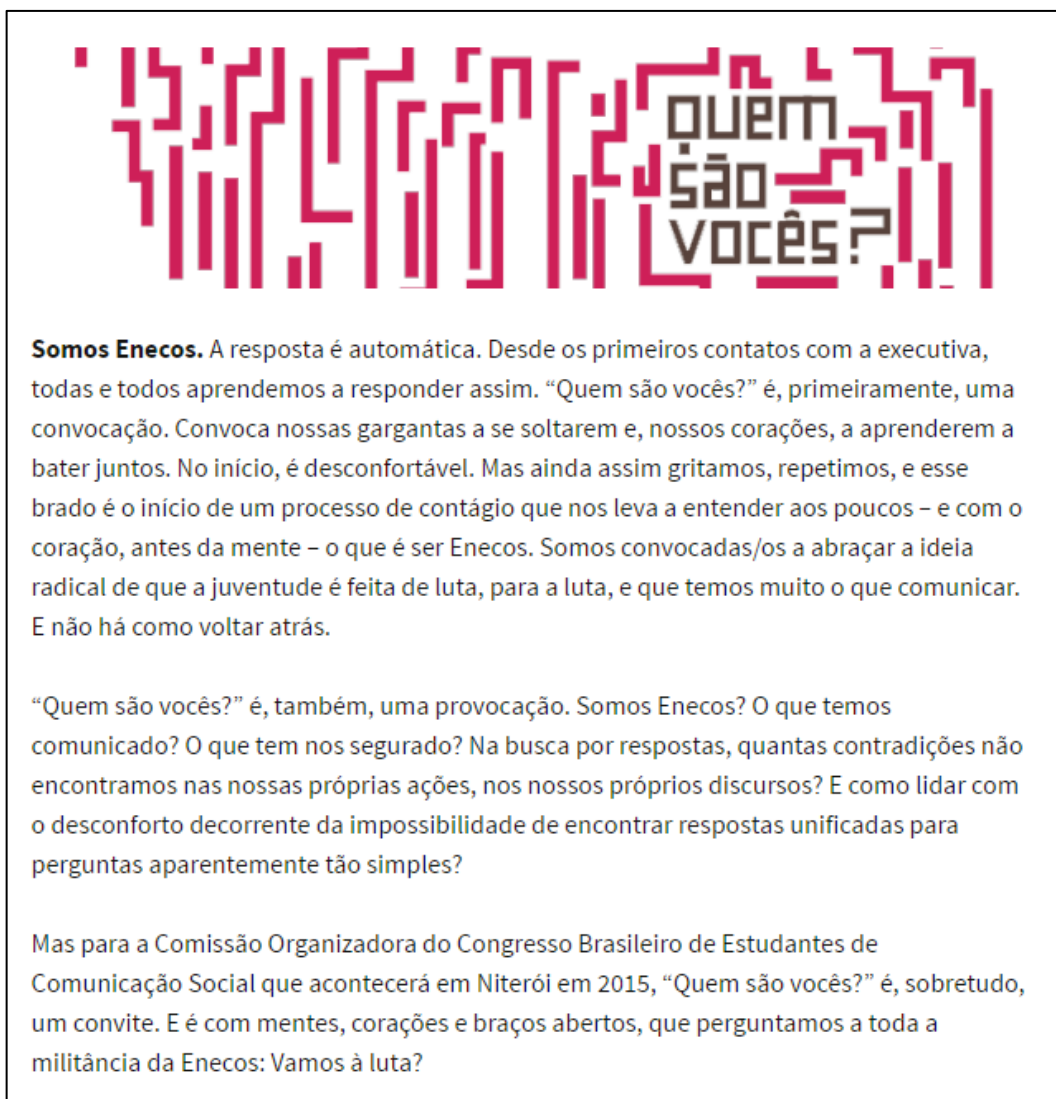 quem
são
vocês?
Somos Enecos. A resposta é automática. Desde os primeiros contatos com a executiva,
todas e todos aprendemos a responder assim. “Quem são vocês?” é, primeiramente, uma
convocação. Convoca nossas gargantas a se soltarem e, nossos corações, a aprenderem a
bater juntos. No início, é desconfortável. Mas ainda assim gritamos, repetimos, e esse
brado é o início de um processo de contágio que nos leva a entender aos poucos – e com o
coração, antes da mente – o que é ser Enecos. Somos convocadas/os a abraçar a ideia
radical de que a juventude é feita de luta, para a luta, e que temos muito o que comunicar.
E não há como voltar atrás.
“Quem são vocês?” é, também, uma provocação. Somos Enecos? O que temos
comunicado? O que tem nos segurado? Na busca por respostas, quantas contradições não
encontramos nas nossas próprias ações, nos nossos próprios discursos? E como lidar com
o desconforto decorrente da impossibilidade de encontrar respostas unificadas para
perguntas aparentemente tão simples?
Mas para a Comissão Organizadora do Congresso Brasileiro de Estudantes de
Comunicação Social que acontecerá em Niterói em 2015, “Quem são vocês?” é, sobretudo,
um convite. E é com mentes, corações e braços abertos, que perguntamos a toda a
militância da Enecos: Vamos à luta?